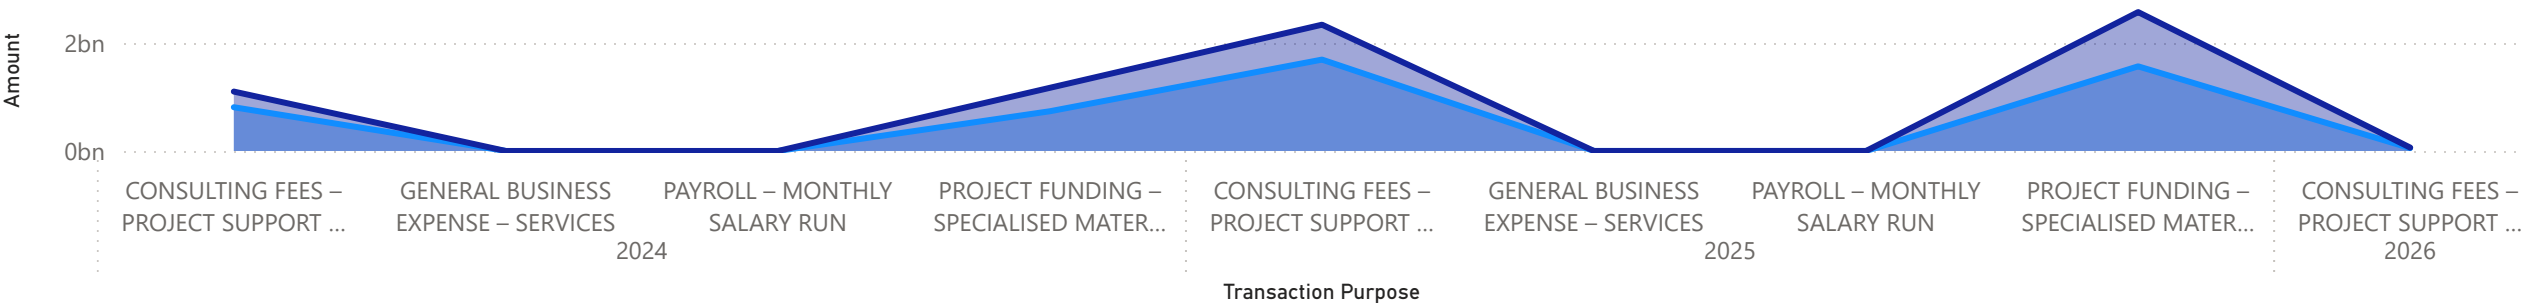 Amount
2bn
0bn
CONSULTING FEES –
PROJECT SUPPORT ...
GENERAL BUSINESS
EXPENSE – SERVICES
PAYROLL – MONTHLY
SALARY RUN
PROJECT FUNDING –
SPECIALISED MATER...
2024
CONSULTING FEES –
PROJECT SUPPORT ...
GENERAL BUSINESS
EXPENSE – SERVICES
PAYROLL – MONTHLY
SALARY RUN
PROJECT FUNDING –
SPECIALISED MATER...
2025
CONSULTING FEES –
PROJECT SUPPORT ...
2026
Transaction Purpose